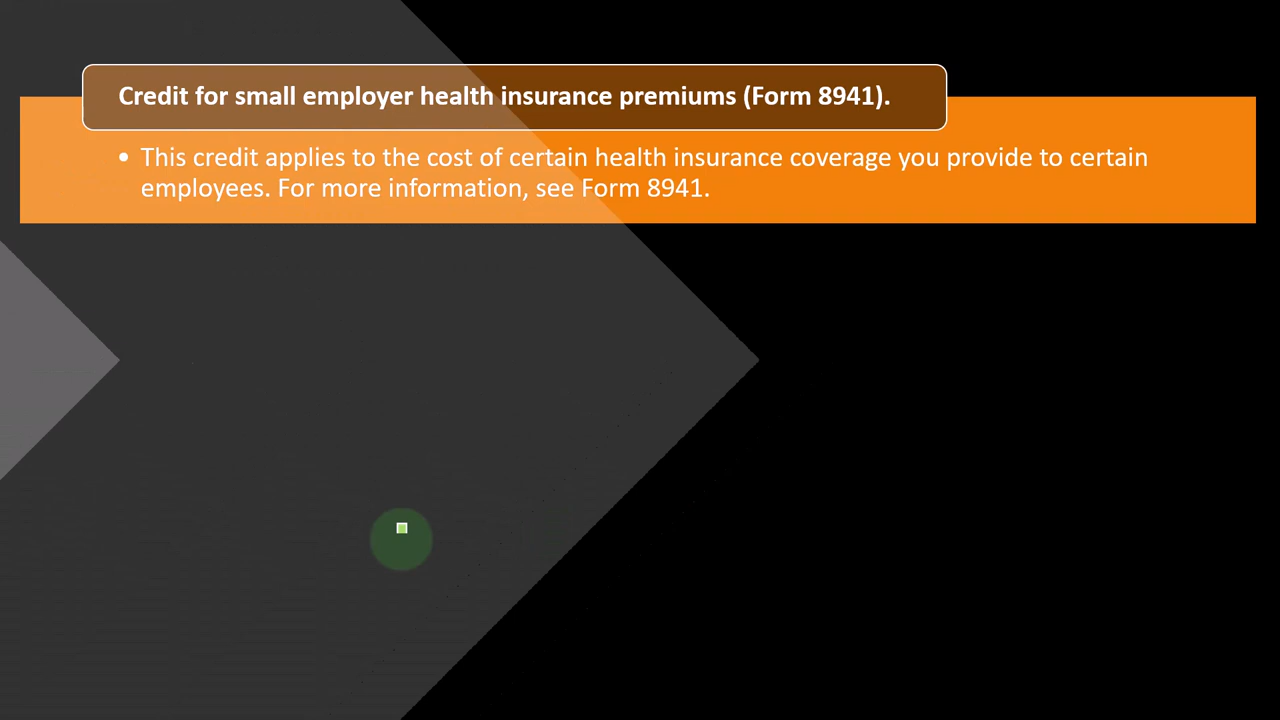 Credit for small employer health insurance premiums (Form 8941).
• This credit applies to the cost of certain health insurance coverage you provide to certain
employees. For more information, see Form 8941.